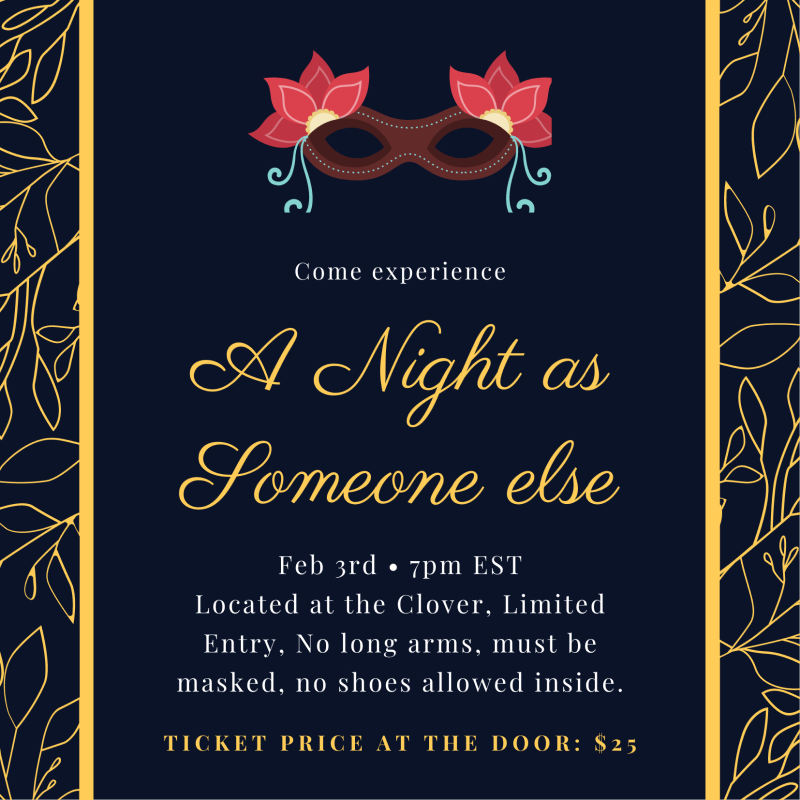 Come experience
A Night as
Someone else
Feb 3rd • 7pm EST
Located at the Clover, Limited
Entry, No long arms, must be
masked, no shoes allowed inside.
TICKET PRICE AT THE DOOR: $25